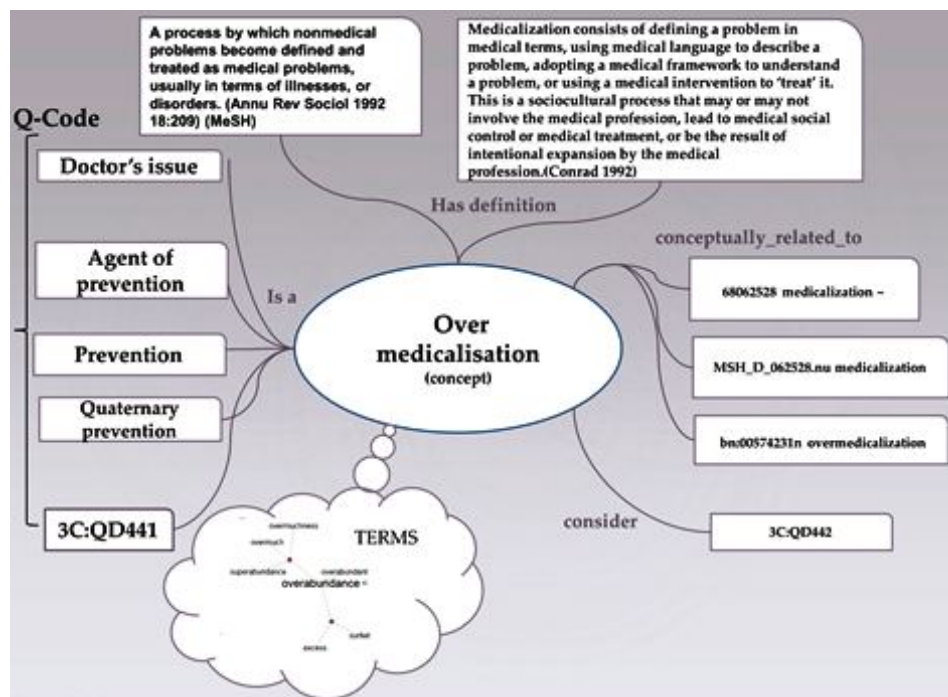 A process by which nonmedical
problems become defined and
treated as medical problems,
usually in terms of illnesses, or
disorders. (Annu Rev Sociol 1992
18:209) (MeSH)
Medicalization consists of defining a problem in
medical terms, using medical language to describe a
problem, adopting a medical framework to understand
a problem, or using a medical intervention to ‘treat’ it.
This is a sociocultural process that may or may not
involve the medical profession, lead to medical social
control or medical treatment, or be the result of
intentional expansion by the medical
profession.(Conrad 1992)
Q-Code
Doctor’s issue
Agent of
prevention
Prevention
Quaternary
prevention
3C:QD441
Is a
Has definition
Over
medicalisation
(concept)
conceptually_related_to
68062528 medicalization ~
MSH_D_062528.nu medicalization
bn:00574231n overmedicalization
consider
3C:QD442
TERMS
overmuchness
overmuch
superabundance
overabundant
overabundance
surfeit
excess